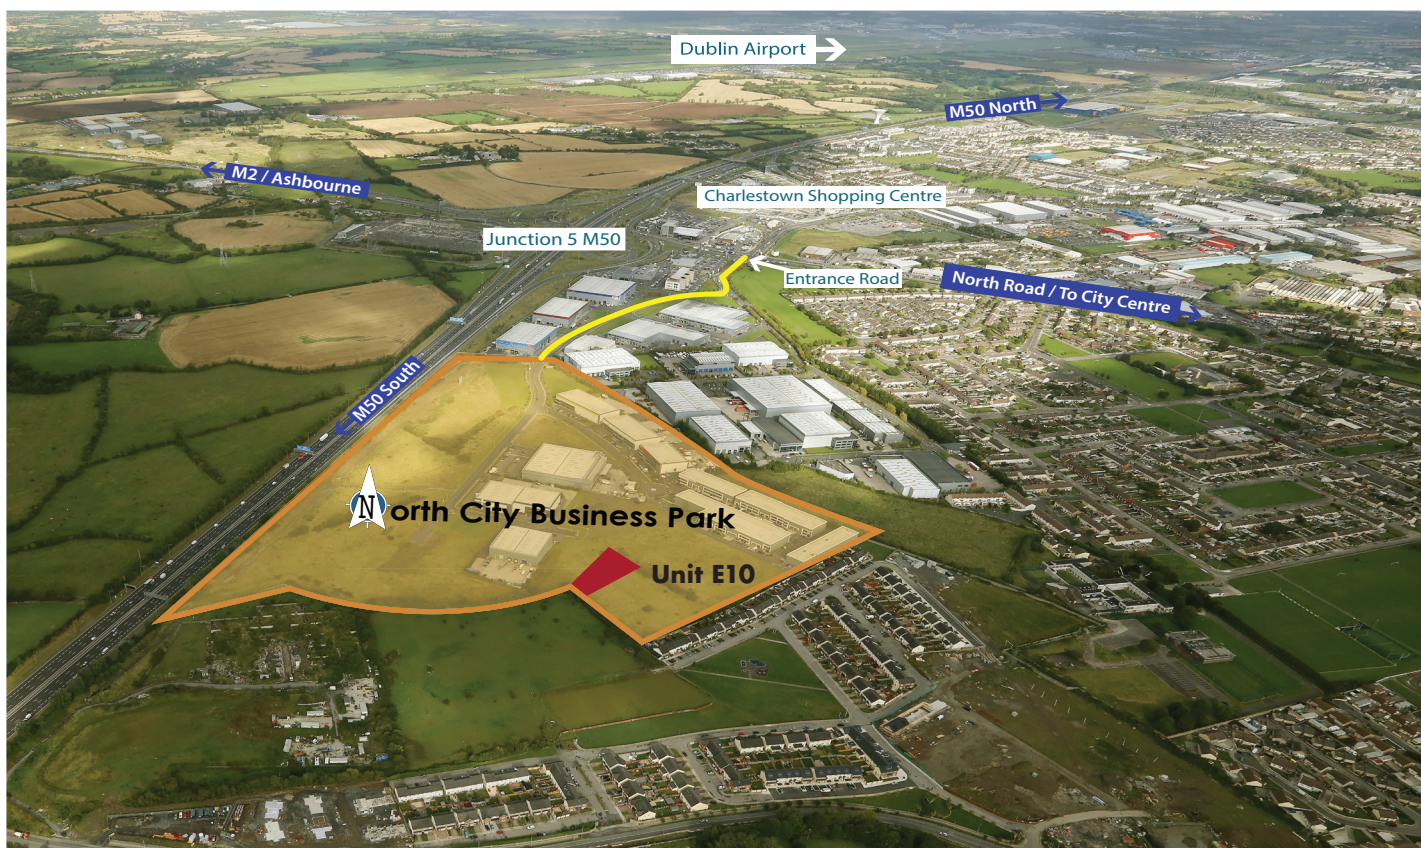 Dublin Airport
M50 North
M2 / Ashbourne
Charlestown Shopping Centre
Junction 5 M50
Entrance Road
North Road / To City Centre
M50 South
North City Business Park
Unit E10